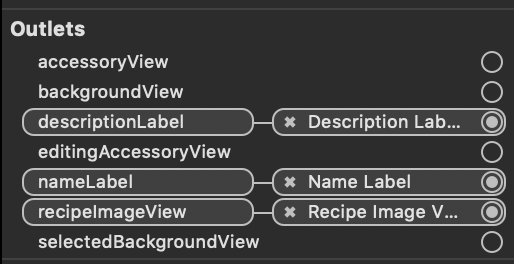 Outlets
accessoryView
backgroundView
descriptionLabel ✖ Description Lab...
editingAccessoryView
nameLabel ✖ Name Label
recipeImageView ✖ Recipe Image V...
selectedBackgroundView